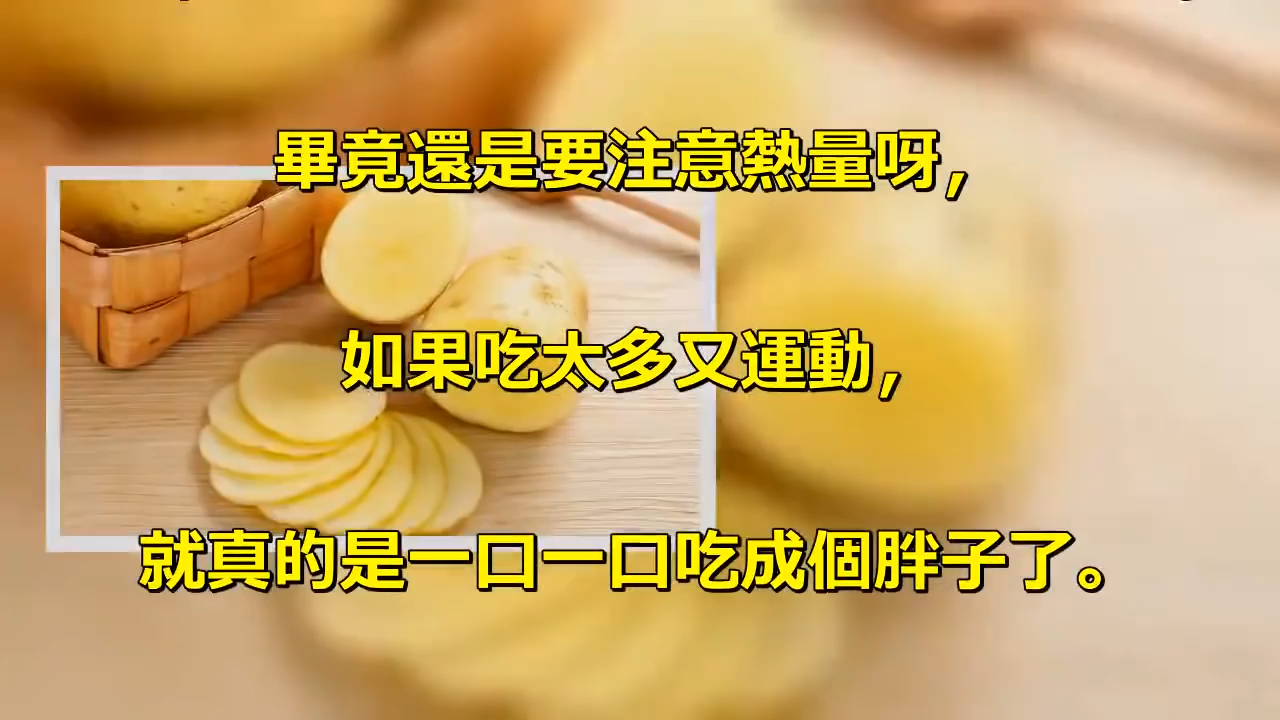 畢竟還是要注意熱量呀，
如果吃太多又運動，
就真的是一口一口吃成個胖子了。